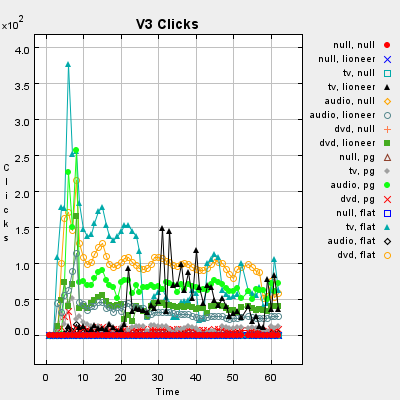 V3 Clicks
x10²
4.0
3.5
3.0
2.5
2.0
1.5
1.0
0.5
0.0
Clicks
0 10 20 30 40 50 60
Time
null, null
null, lioneer
tv, null
tv, lioneer
audio, null
audio, lioneer
dvd, null
dvd, lioneer
null, pg
tv, pg
audio, pg
dvd, pg
null, flat
tv, flat
audio, flat
dvd, flat